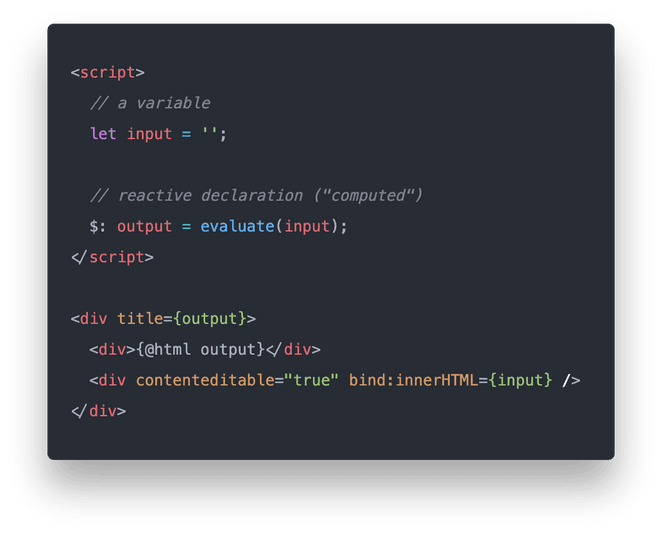 <script>
// a variable
let input = '';
// reactive declaration ("computed")
$: output = evaluate(input);
</script>
<div title={output}>
<div>{@html output}</div>
<div contenteditable="true" bind:innerHTML={input} />
</div>